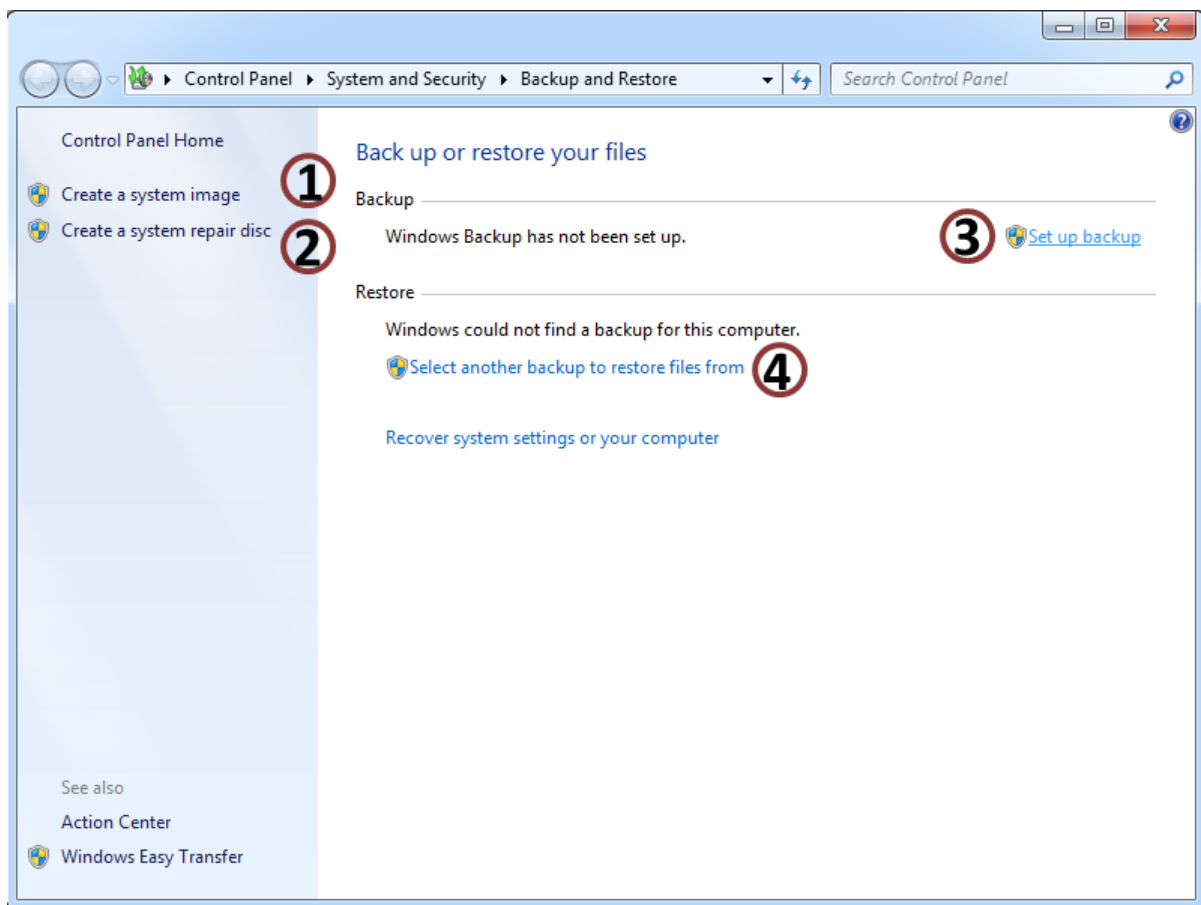 Control Panel ▸ System and Security ▸ Backup and Restore
Search Control Panel
Control Panel Home
Create a system image
1
Create a system repair disc
2
Back up or restore your files
Backup
Windows Backup has not been set up.
3
Set up backup
Restore
Windows could not find a backup for this computer.
Select another backup to restore files from
4
Recover system settings or your computer
See also
Action Center
Windows Easy Transfer